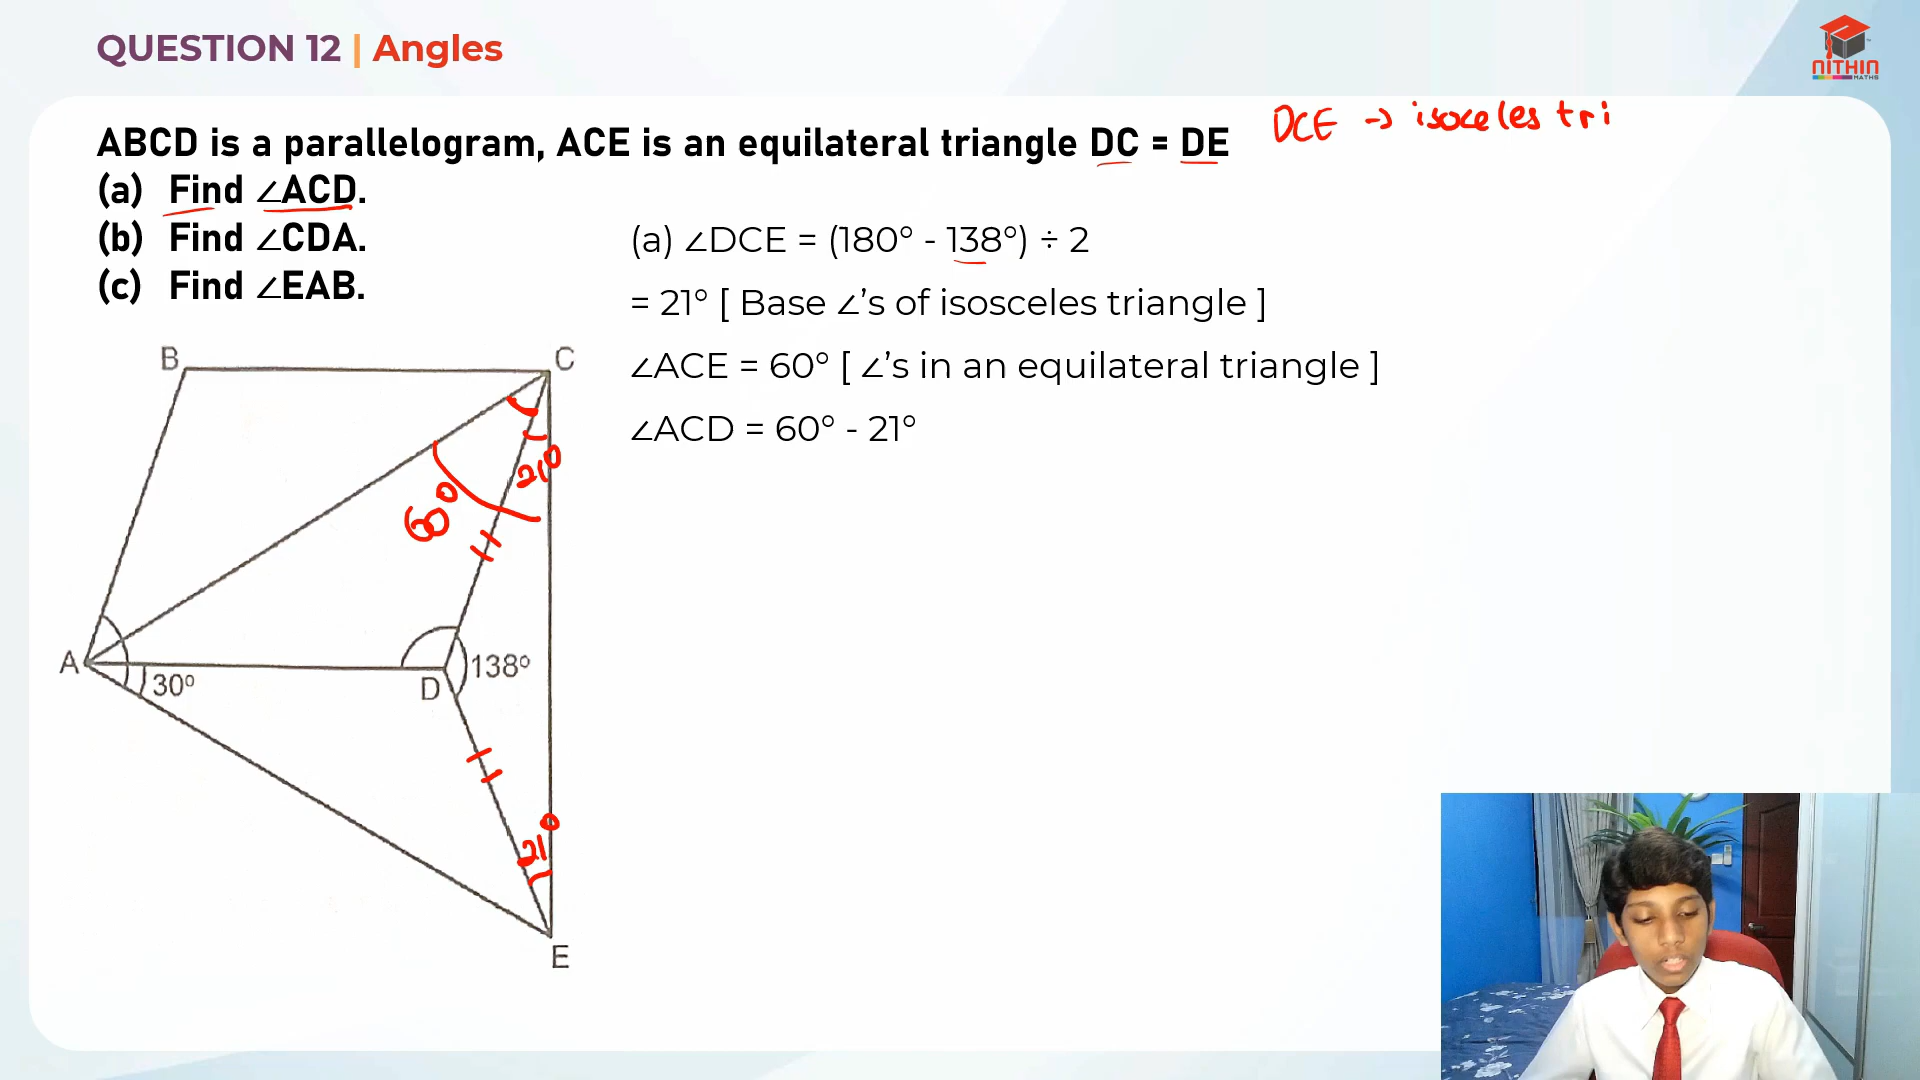 QUESTION 12 | Angles
NITHIN
MATHS
DCE → isoceles tri
ABCD is a parallelogram, ACE is an equilateral triangle DC = DE
(a) Find ∠ACD.
(b) Find ∠CDA.
(c) Find ∠EAB.
(a) ∠DCE = (180° - 138°) ÷ 2
= 21° [ Base ∠’s of isosceles triangle ]
∠ACE = 60° [ ∠’s in an equilateral triangle ]
∠ACD = 60° - 21°
B
C
21°
60°
A
30°
D
138°
21°
E